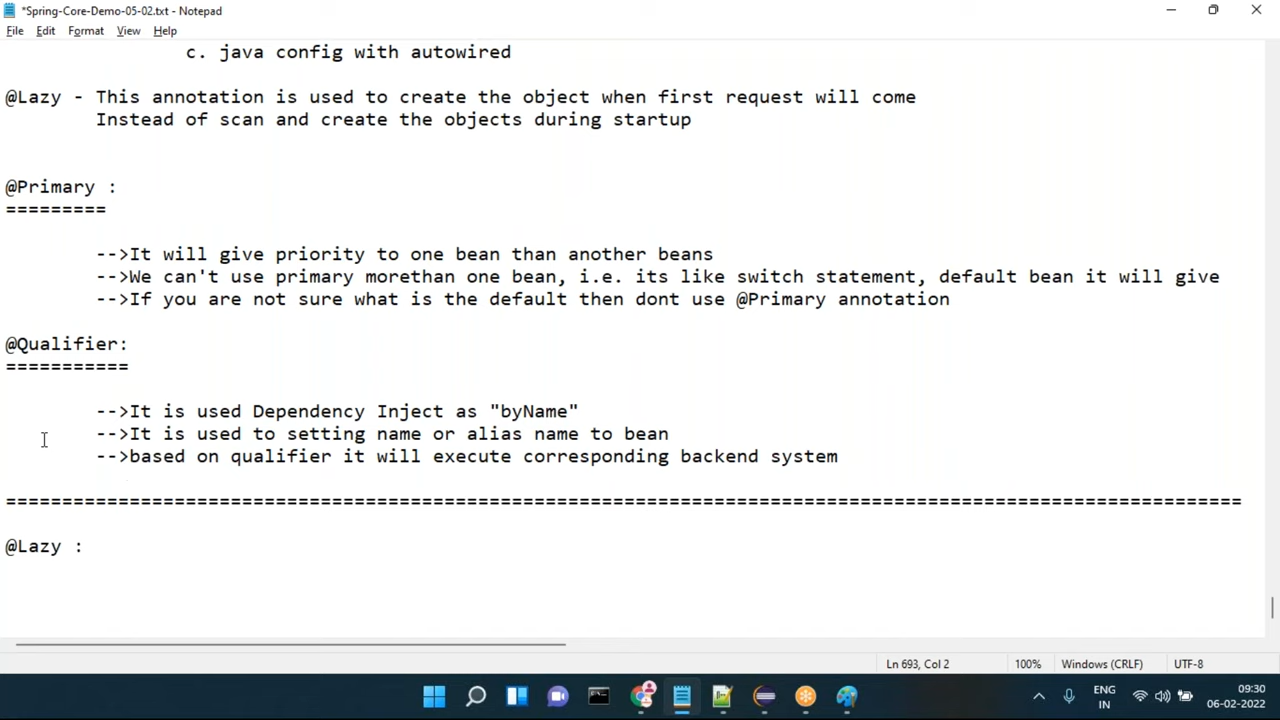 *Spring-Core-Demo-05-02.txt - Notepad
File Edit Format View Help
c. java config with autowired
@Lazy - This annotation is used to create the object when first request will come
Instead of scan and create the objects during startup
@Primary :
=========
-->It will give priority to one bean than another beans
-->We can't use primary morethan one bean, i.e. its like switch statement, default bean it will give
-->If you are not sure what is the default then dont use @Primary annotation
@Qualifier:
===========
-->It is used Dependency Inject as "byName"
-->It is used to setting name or alias name to bean
-->based on qualifier it will execute corresponding backend system
==============================================================================================================
@Lazy :
Ln 693, Col 2 100% Windows (CRLF) UTF-8
ENG 09:30
IN 06-02-2022